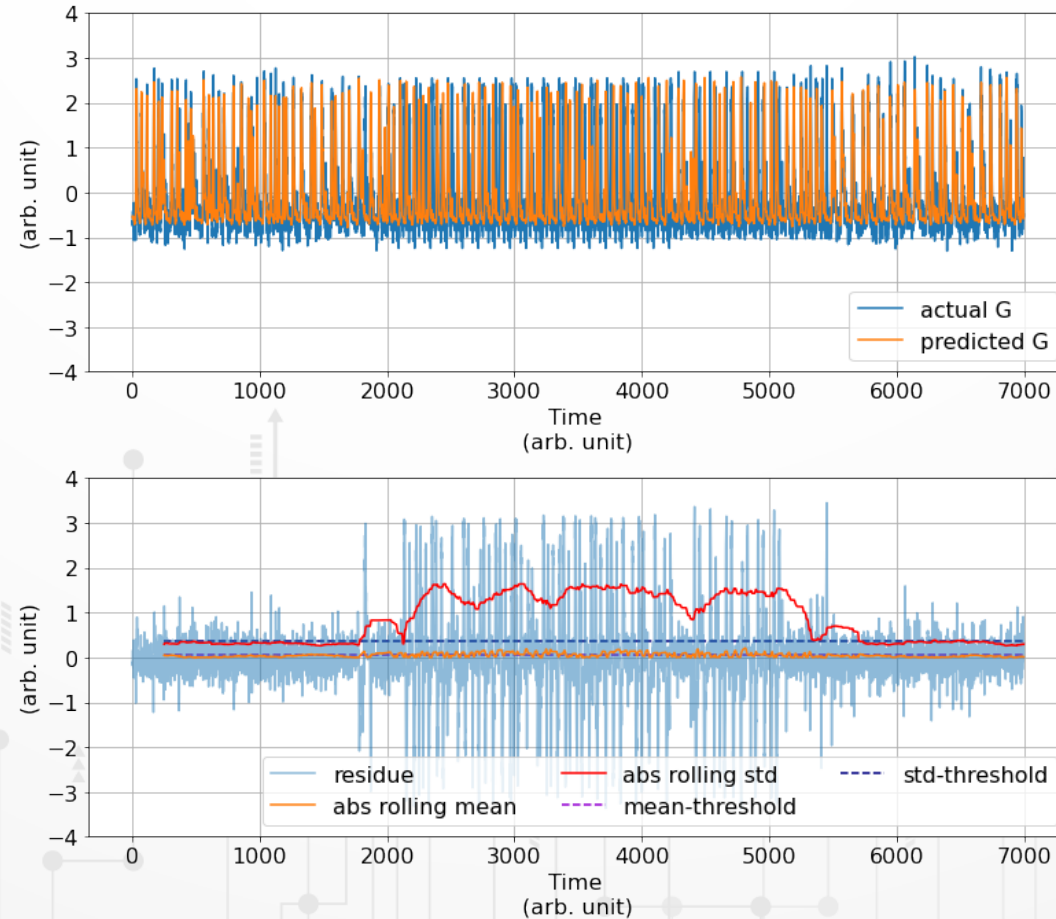 4
3
2
1
0
−1
−2
−3
−4
(arb. unit)
actual G
predicted G
0 1000 2000 3000 4000 5000 6000 7000
Time
(arb. unit)
4
3
2
1
0
−1
−2
−3
−4
(arb. unit)
residue abs rolling std std-threshold
abs rolling mean mean-threshold
0 1000 2000 3000 4000 5000 6000 7000
Time
(arb. unit)